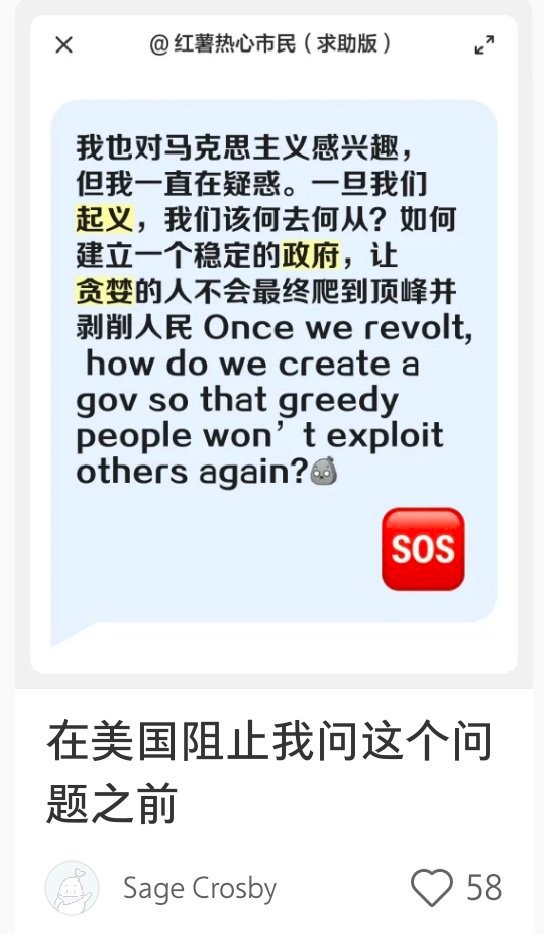 @ 红薯热心市民（求助版）
我也对马克思主义感兴趣，
但我一直在疑惑。一旦我们
起义，我们该何去何从？如何
建立一个稳定的政府，让
贪婪的人不会最终爬到顶峰并
剥削人民 Once we revolt,
how do we create a
gov so that greedy
people won’t exploit
others again?
SOS
在美国阻止我问这个问
题之前
Sage Crosby
58